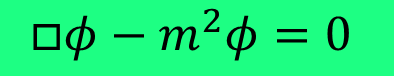 □𝜙 − 𝑚²𝜙 = 0